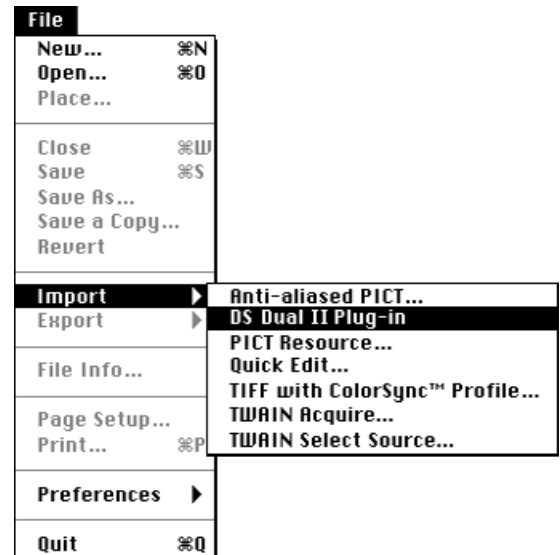 File
New... ⌘N
Open... ⌘O
Place...
Close ⌘W
Save ⌘S
Save As...
Save a Copy...
Revert
Import
Export
File Info...
Page Setup...
Print... ⌘P
Preferences
Quit ⌘Q
Anti-aliased PICT...
DS Dual II Plug-in
PICT Resource...
Quick Edit...
TIFF with ColorSync™ Profile...
TWAIN Acquire...
TWAIN Select Source...